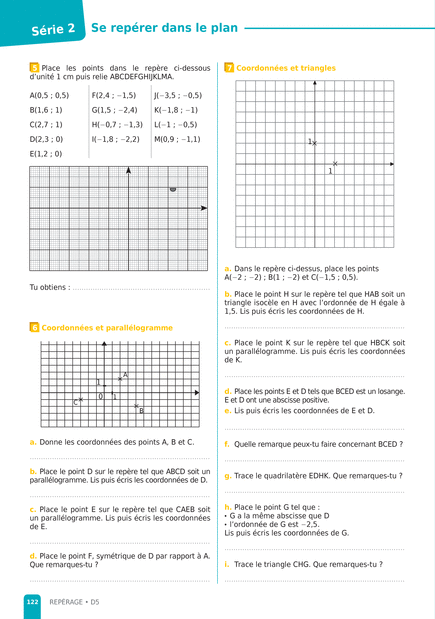 Série 2
Se repérer dans le plan
5 Place les points dans le repère ci-dessous
d'unité 1 cm puis relie ABCDEFGHIJKLMA.
A(0,5 ; 0,5) F(2,4 ; −1,5) J(−3,5 ; −0,5)
B(1,6 ; 1) G(1,5 ; −2,4) K(−1,8 ; −1)
C(2,7 ; 1) H(−0,7 ; −1,3) L(−1 ; −0,5)
D(2,3 ; 0) I(−1,8 ; −2,2) M(0,9 ; −1,1)
E(1,2 ; 0)
Tu obtiens :
6 Coordonnées et parallélogramme
A
1
0 1
C
B
a. Donne les coordonnées des points A, B et C.
b. Place le point D sur le repère tel que ABCD soit un
parallélogramme. Lis puis écris les coordonnées de D.
c. Place le point E sur le repère tel que CAEB soit
un parallélogramme. Lis puis écris les coordonnées
de E.
d. Place le point F, symétrique de D par rapport à A.
Que remarques-tu ?
7 Coordonnées et triangles
1
1
a. Dans le repère ci-dessus, place les points
A(−2 ; −2) ; B(1 ; −2) et C(−1,5 ; 0,5).
b. Place le point H sur le repère tel que HAB soit un
triangle isocèle en H avec l'ordonnée de H égale à
1,5. Lis puis écris les coordonnées de H.
c. Place le point K sur le repère tel que HBCK soit
un parallélogramme. Lis puis écris les coordonnées
de K.
d. Place les points E et D tels que BCED est un losange.
E et D ont une abscisse positive.
e. Lis puis écris les coordonnées de E et D.
f. Quelle remarque peux-tu faire concernant BCED ?
g. Trace le quadrilatère EDHK. Que remarques-tu ?
h. Place le point G tel que :
• G a la même abscisse que D
• l'ordonnée de G est −2,5.
Lis puis écris les coordonnées de G.
i. Trace le triangle CHG. Que remarques-tu ?
122 REPÉRAGE • D5